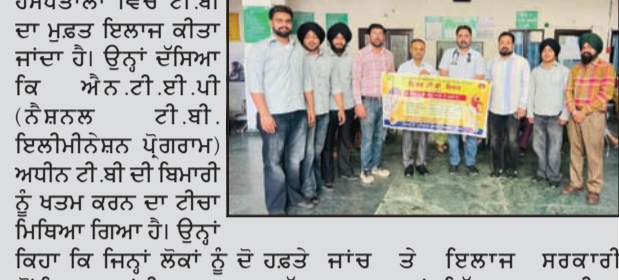 ਹਸਪਤਾਲਾਂ ਵਿੱਚ ਟੀ.ਬੀ
ਦਾ ਮੁਫ਼ਤ ਇਲਾਜ ਕੀਤਾ
ਜਾਂਦਾ ਹੈ। ਉਨ੍ਹਾਂ ਦੱਸਿਆ
ਕਿ ਐਨ.ਟੀ.ਈ.ਪੀ
(ਨੈਸ਼ਨਲ ਟੀ.ਬੀ.
ਇਲੀਮੀਨੇਸ਼ਨ ਪ੍ਰੋਗਰਾਮ)
ਅਧੀਨ ਟੀ.ਬੀ ਦੀ ਬਿਮਾਰੀ
ਨੂੰ ਖਤਮ ਕਰਨ ਦਾ ਟੀਚਾ
ਮਿਥਿਆ ਗਿਆ ਹੈ। ਉਨ੍ਹਾਂ
ਕਿਹਾ ਕਿ ਜਿਨ੍ਹਾਂ ਲੋਕਾਂ ਨੂੰ ਦੋ ਹਫ਼ਤੇ ਜਾਂਚ ਤੇ ਇਲਾਜ ਸਰਕਾਰੀ